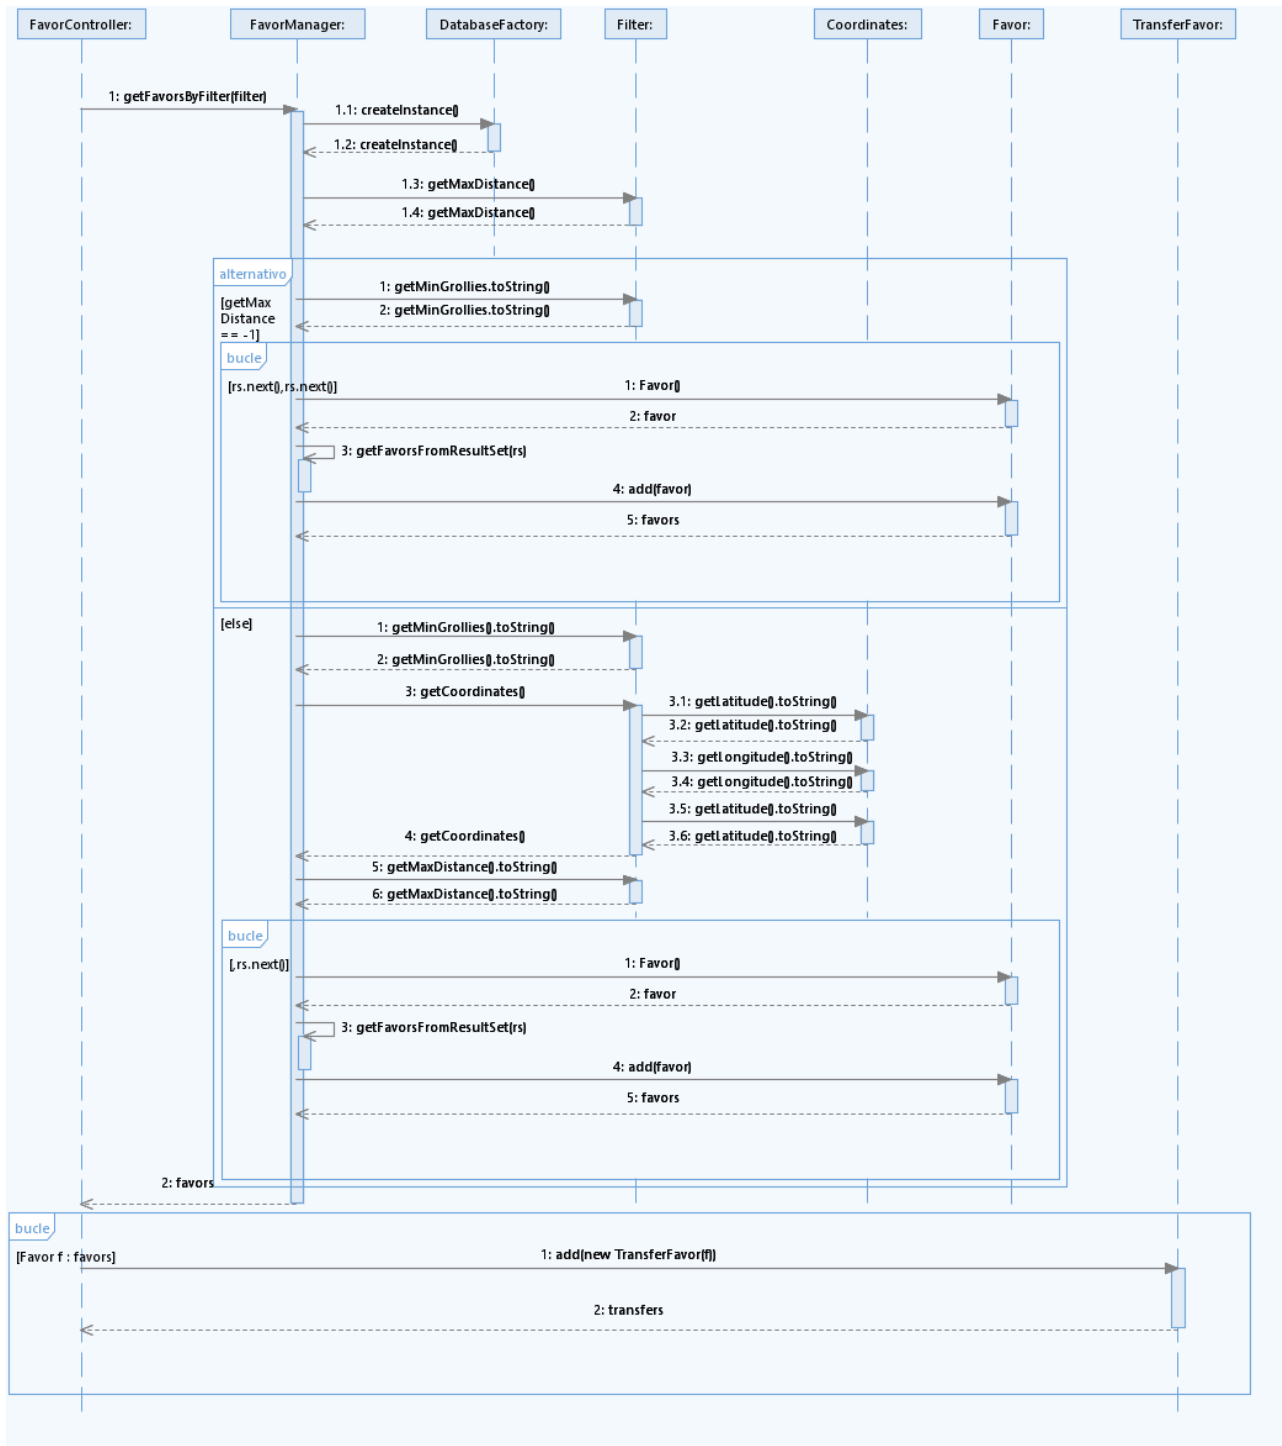 FavorController:
FavorManager:
DatabaseFactory:
Filter:
Coordinates:
Favor:
TransferFavor:
1: getFavorsByFilter(filter)
1.1: createInstance()
1.2: createInstance()
1.3: getMaxDistance()
1.4: getMaxDistance()
alternativo
[getMax
Distance
== -1]
1: getMinGrollies.toString()
2: getMinGrollies.toString()
bucle
[rs.next(),rs.next()]
1: Favor()
2: favor
3: getFavorsFromResultSet(rs)
4: add(favor)
5: favors
[else]
1: getMinGrollies().toString()
2: getMinGrollies().toString()
3: getCoordinates()
3.1: getLatitude().toString()
3.2: getLatitude().toString()
3.3: getLongitude().toString()
3.4: getLongitude().toString()
3.5: getLatitude().toString()
3.6: getLatitude().toString()
4: getCoordinates()
5: getMaxDistance().toString()
6: getMaxDistance().toString()
bucle
[,rs.next()]
1: Favor()
2: favor
3: getFavorsFromResultSet(rs)
4: add(favor)
5: favors
2: favors
bucle
[Favor f : favors]
1: add(new TransferFavor(f))
2: transfers